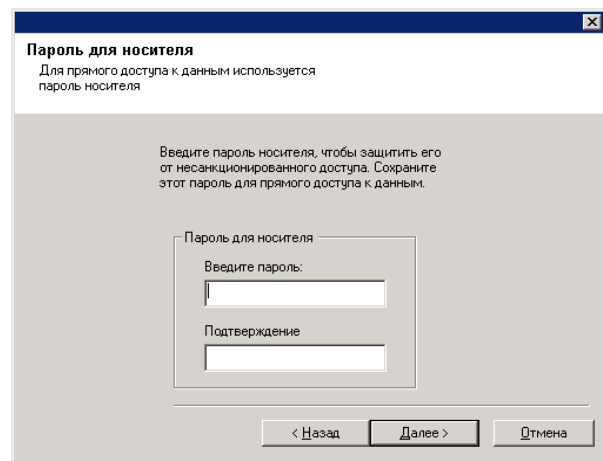 Пароль для носителя
Для прямого доступа к данным используется
пароль носителя
Введите пароль носителя, чтобы защитить его
от несанкционированного доступа. Сохраните
этот пароль для прямого доступа к данным.
Пароль для носителя
Введите пароль:
Подтверждение
< Назад
Далее >
Отмена